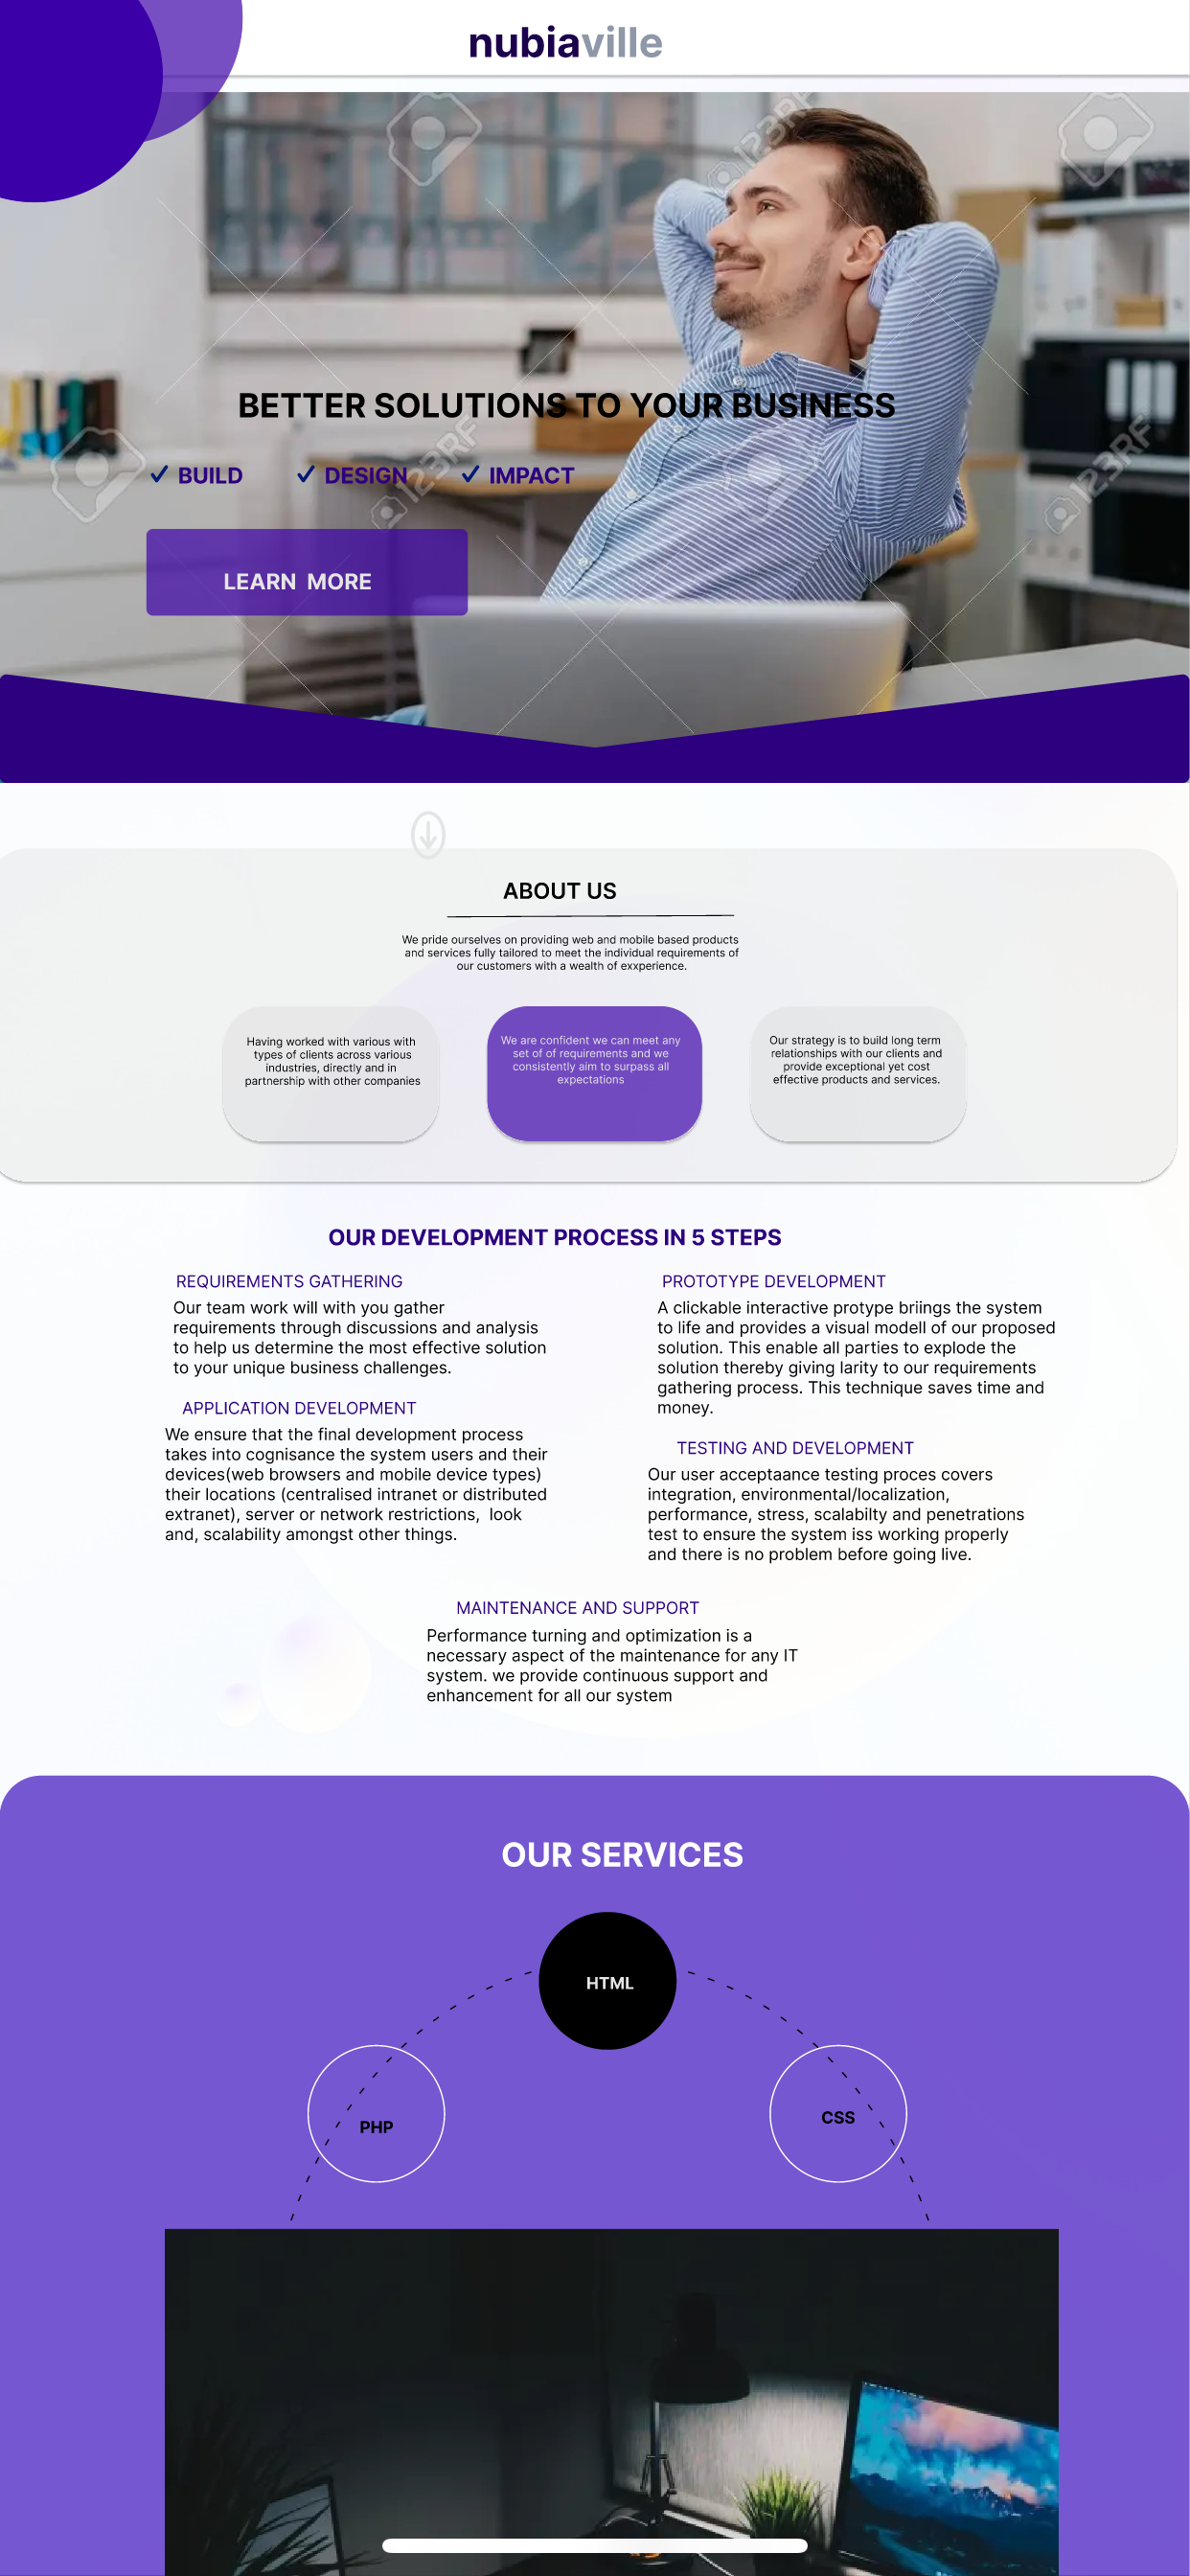 nubiaville
123RF
BETTER SOLUTIONS TO YOUR BUSINESS
123RF
123RF
BUILD
DESIGN
IMPACT
LEARN MORE
ABOUT US
We pride ourselves on providing web and mobile based products
and services fully tailored to meet the individual requirements of
our customers with a wealth of exxperience.
Having worked with various with
types of clients across various
industries, directly and in
partnership with other companies
We are confident we can meet any
set of of requirements and we
consistently aim to surpass all
expectations
Our strategy is to build long term
relationships with our clients and
provide exceptional yet cost
effective products and services.
OUR DEVELOPMENT PROCESS IN 5 STEPS
REQUIREMENTS GATHERING
Our team work will with you gather
requirements through discussions and analysis
to help us determine the most effective solution
to your unique business challenges.
PROTOTYPE DEVELOPMENT
A clickable interactive protype briings the system
to life and provides a visual modell of our proposed
solution. This enable all parties to explode the
solution thereby giving larity to our requirements
gathering process. This technique saves time and
money.
APPLICATION DEVELOPMENT
We ensure that the final development process
takes into cognisance the system users and their
devices(web browsers and mobile device types)
their locations (centralised intranet or distributed
extranet), server or network restrictions, look
and, scalability amongst other things.
TESTING AND DEVELOPMENT
Our user acceptaance testing proces covers
integration, environmental/localization,
performance, stress, scalabilty and penetrations
test to ensure the system iss working properly
and there is no problem before going live.
MAINTENANCE AND SUPPORT
Performance turning and optimization is a
necessary aspect of the maintenance for any IT
system. we provide continuous support and
enhancement for all our system
OUR SERVICES
HTML
PHP
CSS